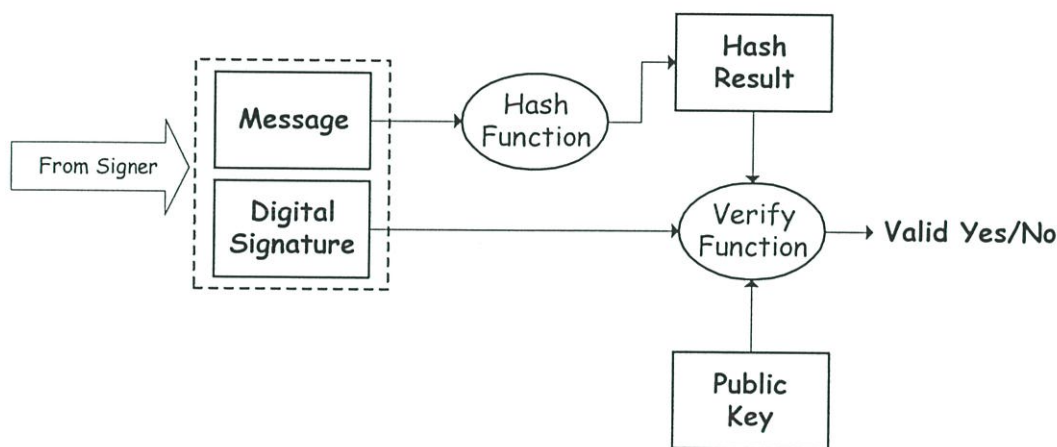 From Signer
Message
Digital
Signature
Hash
Function
Hash
Result
Verify
Function
Valid Yes/No
Public
Key